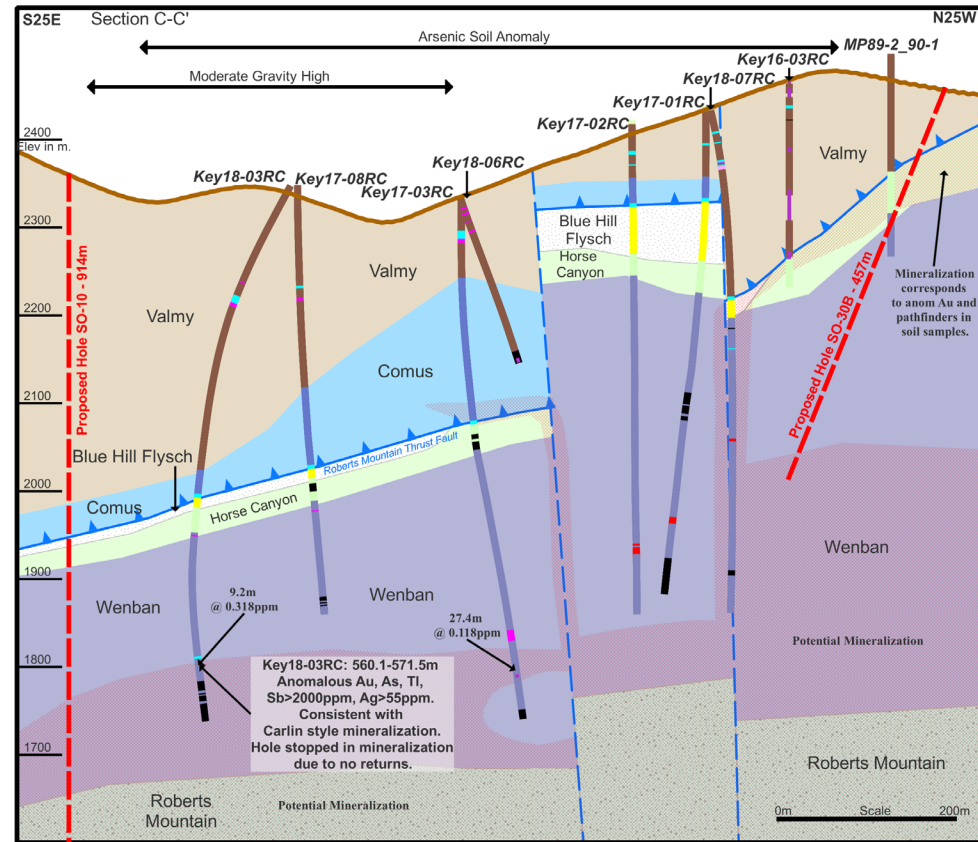 S25E
Section C-C'
N25W
Arsenic Soil Anomaly
MP89-2_90-1
Key16-03RC
Moderate Gravity High
Key18-07RC
Key17-01RC
Key17-02RC
2400
Elev in m.
Key18-06RC
Key18-03RC
Key17-08RC
Key17-03RC
Valmy
2300
Blue Hill
Flysch
Horse
Canyon
Valmy
Valmy
Mineralization
corresponds
to anom Au and
pathfinders in
soil samples.
2200
Proposed Hole SO-10 - 914m
Proposed Hole SO-30B - 457m
Comus
2100
Blue Hill Flysch
Roberts Mountain Thrust Fault
2000
Comus
Horse Canyon
Wenban
1900
Wenban
Wenban
9.2m
@ 0.318ppm
27.4m
@ 0.118ppm
Potential Mineralization
1800
Key18-03RC: 560.1-571.5m
Anomalous Au, As, Tl,
Sb>2000ppm, Ag>55ppm.
Consistent with
Carlin style mineralization.
Hole stopped in mineralization
due to no returns.
1700
Roberts Mountain
Roberts
Mountain
Potential Mineralization
0m
Scale
200m